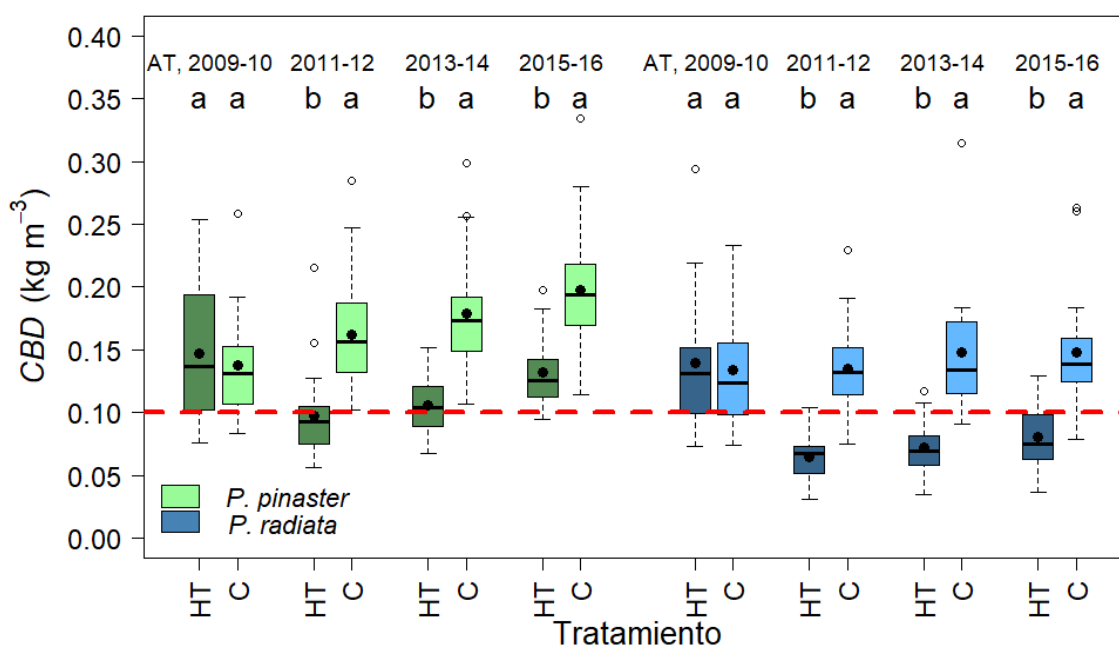 AT, 2009-10 2011-12 2013-14 2015-16 AT, 2009-10 2011-12 2013-14 2015-16
a a b a b a b a a a b a b a b a
CBD (kg m⁻³)
0.40
0.35
0.30
0.25
0.20
0.15
0.10
0.05
0.00
P. pinaster
P. radiata
HT C HT C HT C HT C HT C HT C HT C HT C
Tratamiento